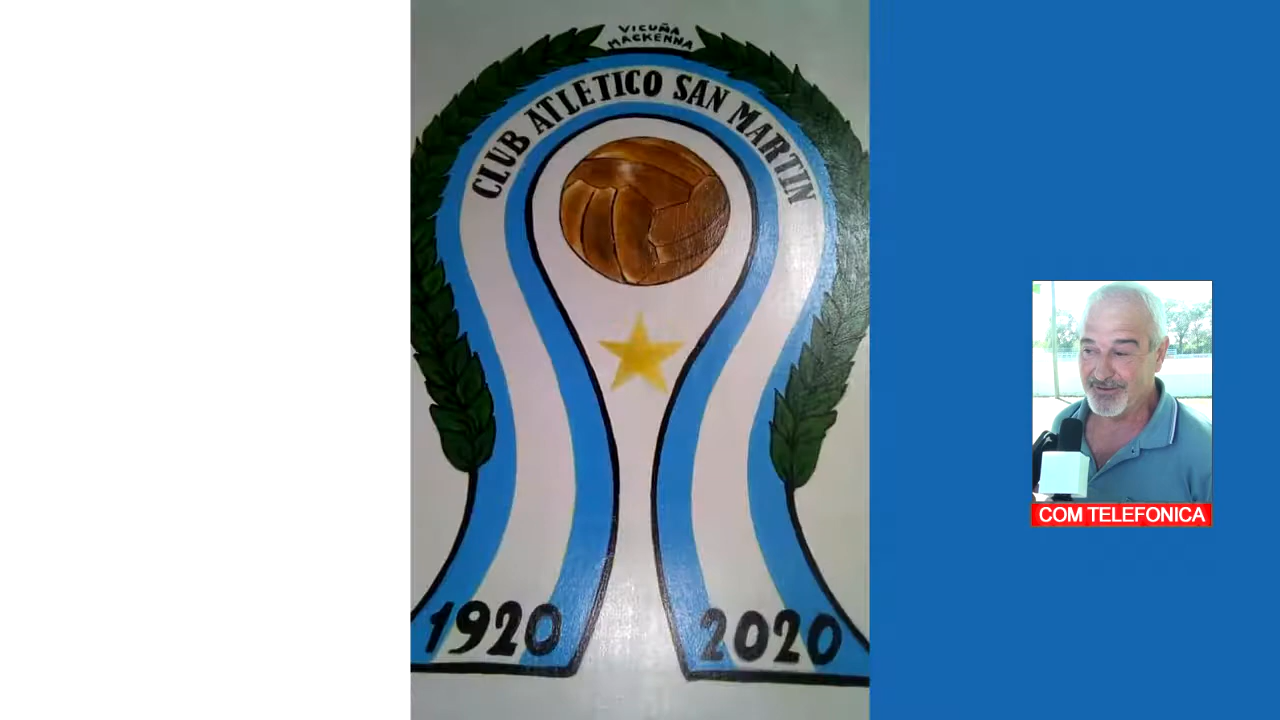 VICUÑA
MACKENNA
CLUB ATLETICO SAN MARTIN
1920
2020
COM TELEFONICA